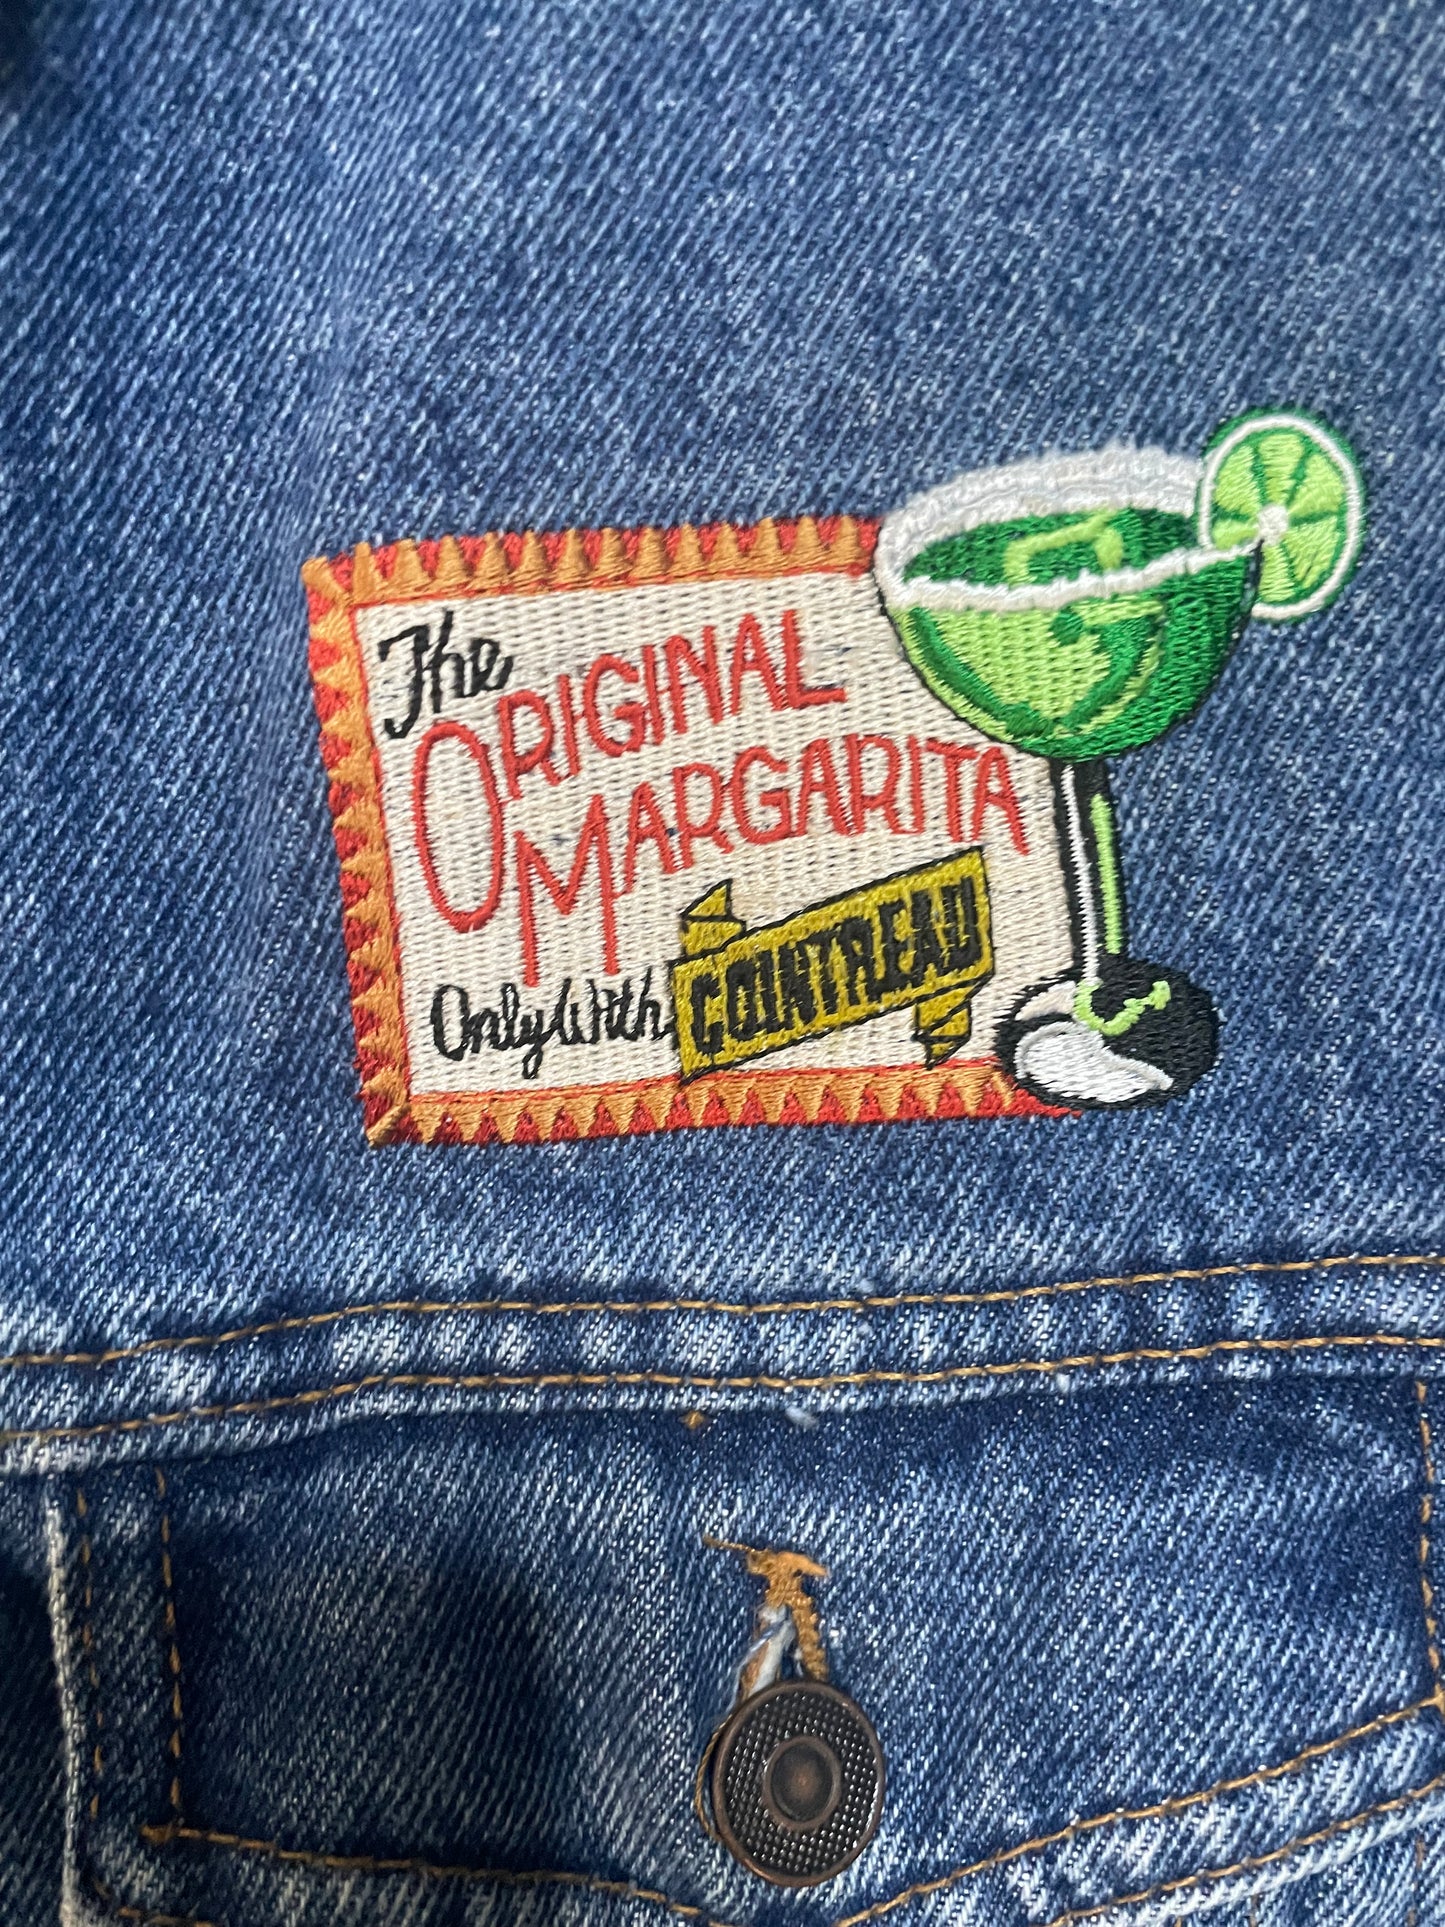 The
ORIGINAL
MARGARITA
Only With COINTREAU